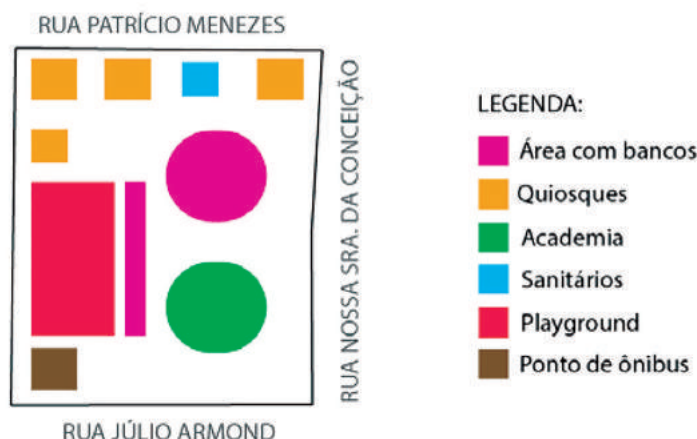 RUA PATRÍCIO MENEZES
RUA NOSSA SRA. DA CONCEIÇÃO
RUA JÚLIO ARMOND
LEGENDA:
Área com bancos
Quiosques
Academia
Sanitários
Playground
Ponto de ônibus